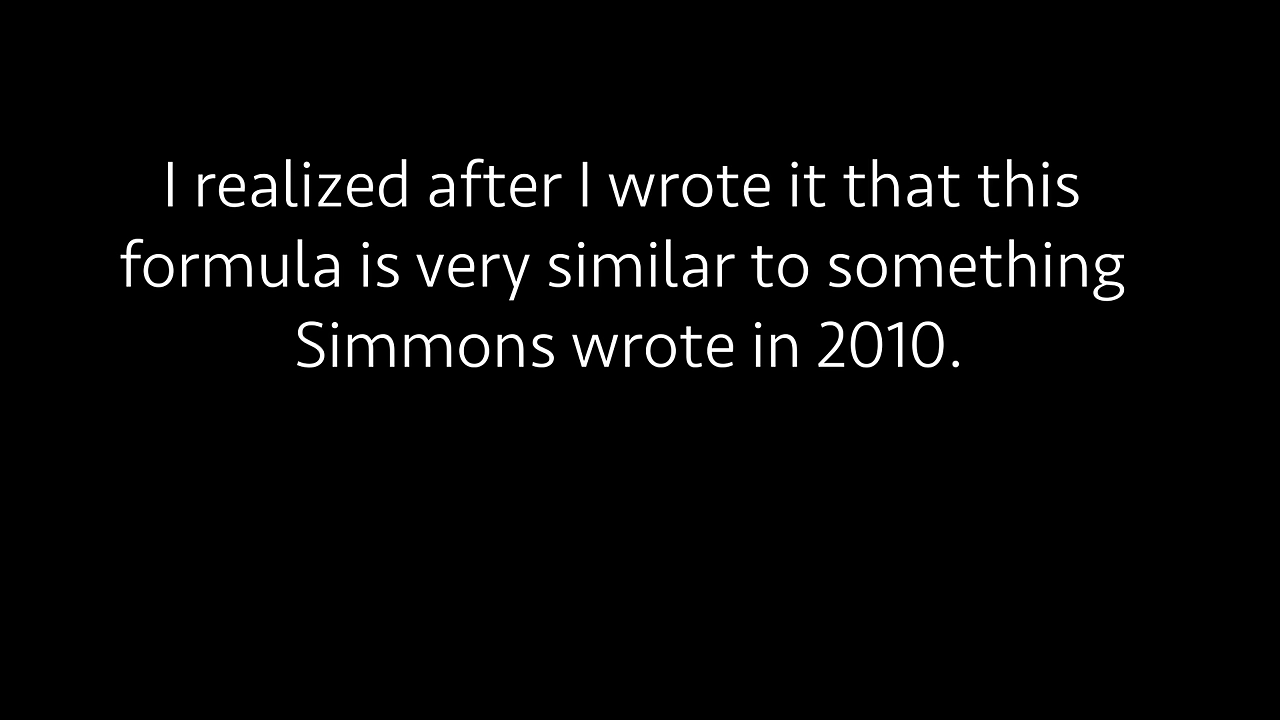 I realized after I wrote it that this
formula is very similar to something
Simmons wrote in 2010.